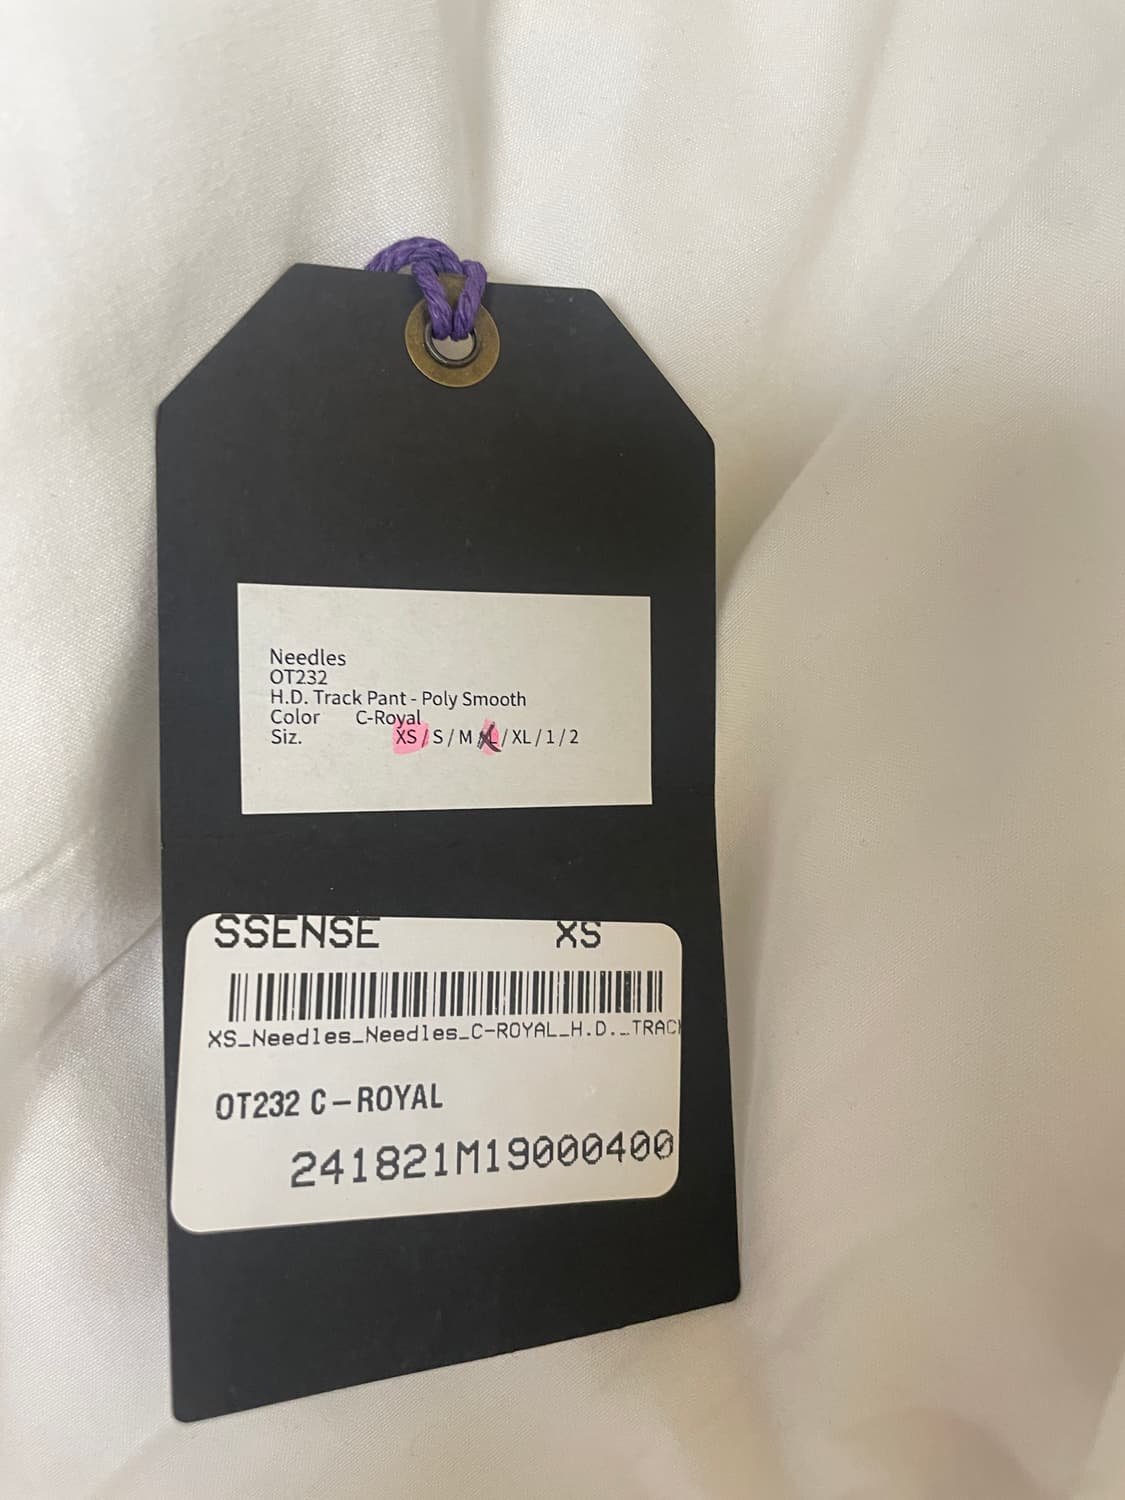 Needles
OT232
H.D. Track Pant - Poly Smooth
Color C-Royal
Siz. XS / S / M / L / XL / 1 / 2
SSENSE XS
XS_Needles_Needles_C-ROYAL_H.D._TRACK
OT232 C-ROYAL
241821M19000400